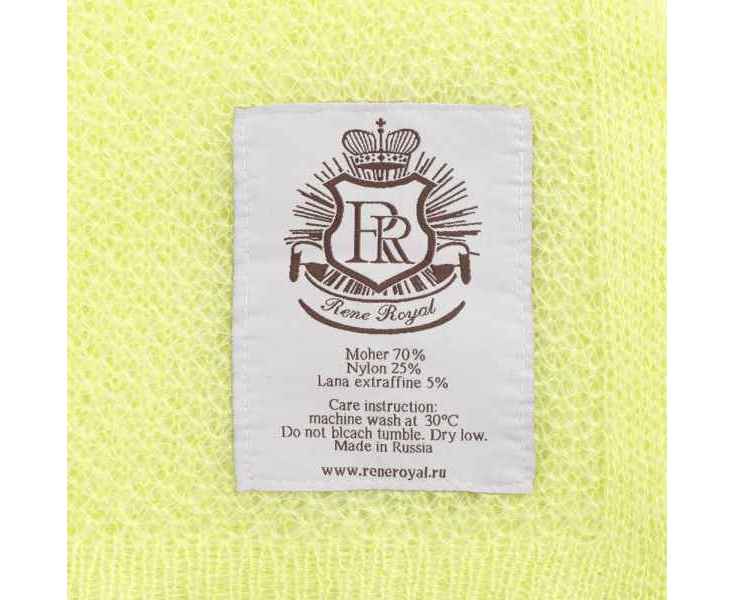 RR
Rene Royal
Moher 70%
Nylon 25%
Lana extraffine 5%
Care instruction:
machine wash at 30°C
Do not bleach tumble. Dry low.
Made in Russia
www.reneroyal.ru